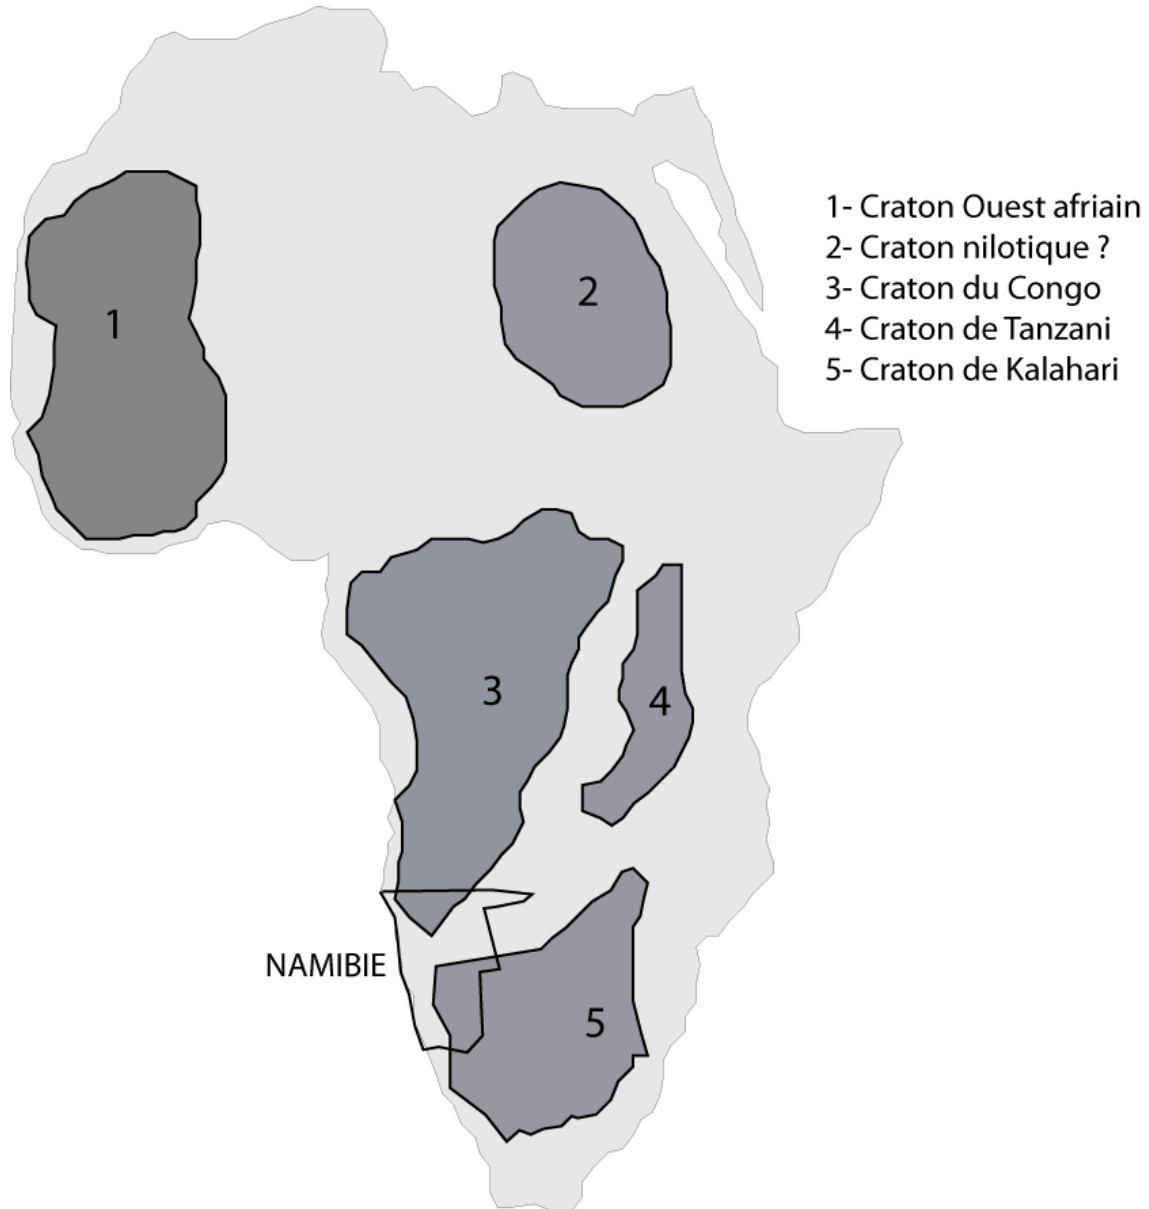 1- Craton Ouest afriain
2- Craton nilotique ?
3- Craton du Congo
4- Craton de Tanzani
5- Craton de Kalahari
1
2
3
4
NAMIBIE
5